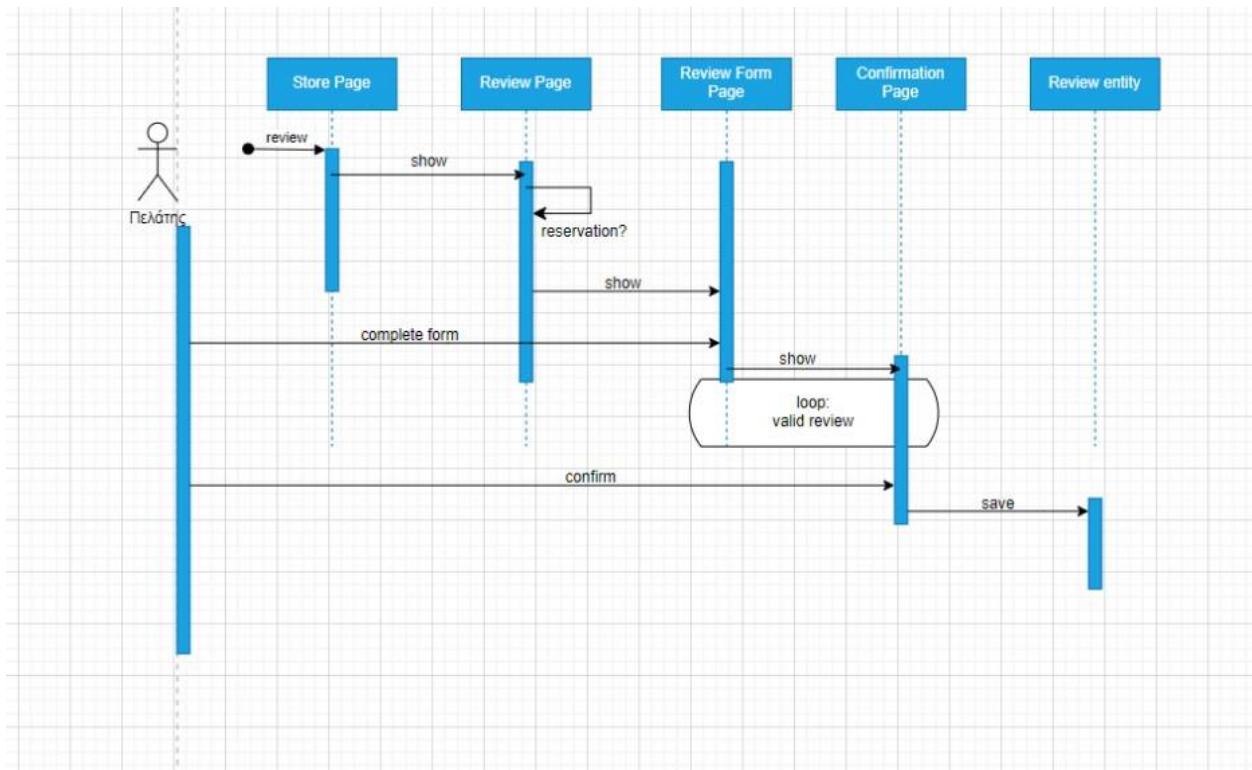 Store Page
Review Page
Review Form
Page
Confirmation
Page
Review entity
review
show
Πελάτης
reservation?
show
complete form
show
loop:
valid review
confirm
save